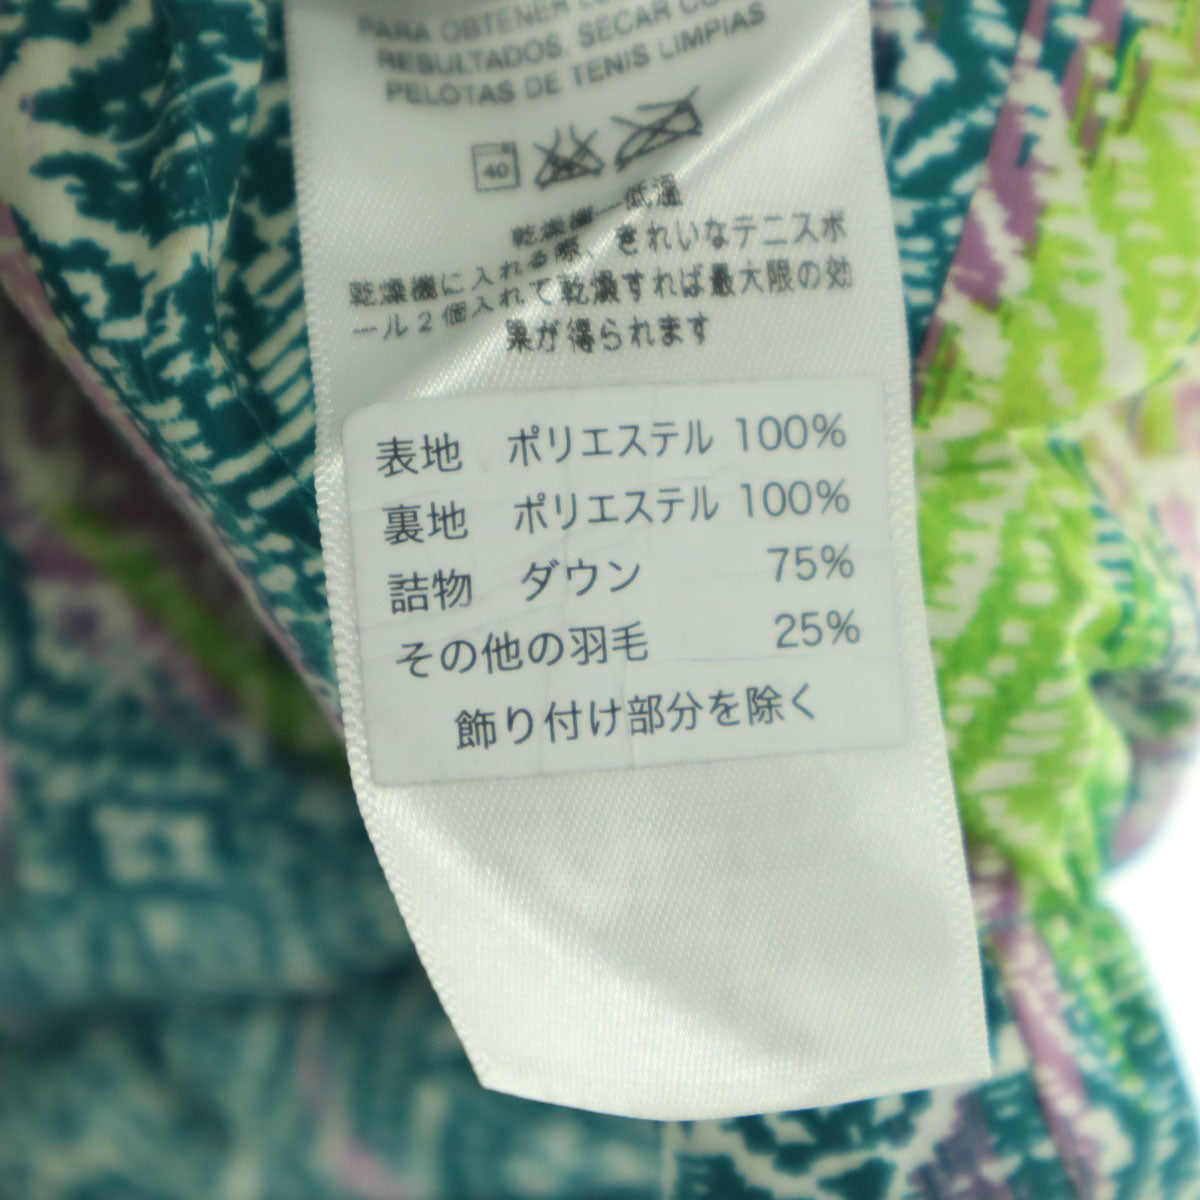 PARA OBTENER
RESULTADOS. SECAR
PELOTAS DE TENIS LIMPIAS
40
乾燥機―低温
乾燥機に入れる際、きれいなテニスボ
ール2個入れて乾燥すれば最大限の効
果が得られます
表地 ポリエステル 100%
裏地 ポリエステル 100%
詰物 ダウン 75%
その他の羽毛 25%
飾り付け部分を除く